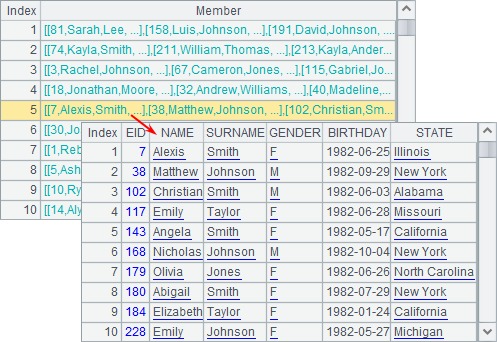 Index Member
1 [[81,Sarah,Lee, ...],[158,Luis,Johnson, ...],[191,David,Johnson, ...
2 [[74,Kayla,Smith, ...],[211,William,Thomas, ...],[213,Kayla,Ander...
3 [[3,Rachel,Johnson, ...],[67,Cameron,Jones, ...],[115,Gabriel,Jo...
4 [[18,Jonathan,Moore, ...],[32,Andrew,Williams, ...],[40,Madeline,...
5 [[7,Alexis,Smith, ...],[38,Matthew,Johnson, ...],[102,Christian,Sm...
6 [[30,Jo
7 [[1,Reb
8 [[5,Ash
9 [[10,Ry
10 [[14,Aly
Index EID NAME SURNAME GENDER BIRTHDAY STATE
1 7 Alexis Smith F 1982-06-25 Illinois
2 38 Matthew Johnson M 1982-09-29 New York
3 102 Christian Smith M 1982-06-03 Alabama
4 117 Emily Taylor F 1982-06-28 Missouri
5 143 Angela Smith F 1982-05-17 California
6 168 Nicholas Johnson M 1982-10-04 New York
7 179 Olivia Jones F 1982-06-26 North Carolina
8 180 Abigail Smith F 1982-07-29 New York
9 184 Elizabeth Taylor F 1982-01-24 California
10 228 Emily Johnson F 1982-05-27 Michigan